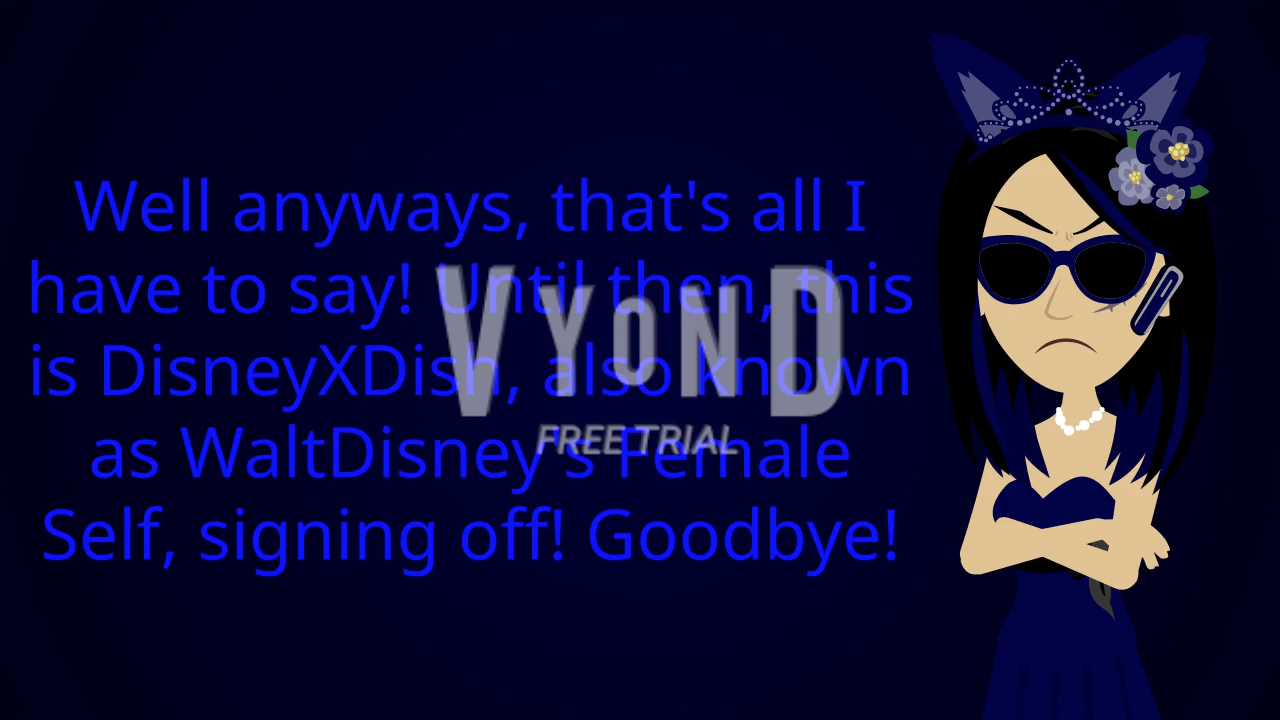 Well anyways, that's all I
have to say! Until then, this
is DisneyXDish, also known
as WaltDisney's Female
Self, signing off! Goodbye!
VYOND
FREE TRIAL